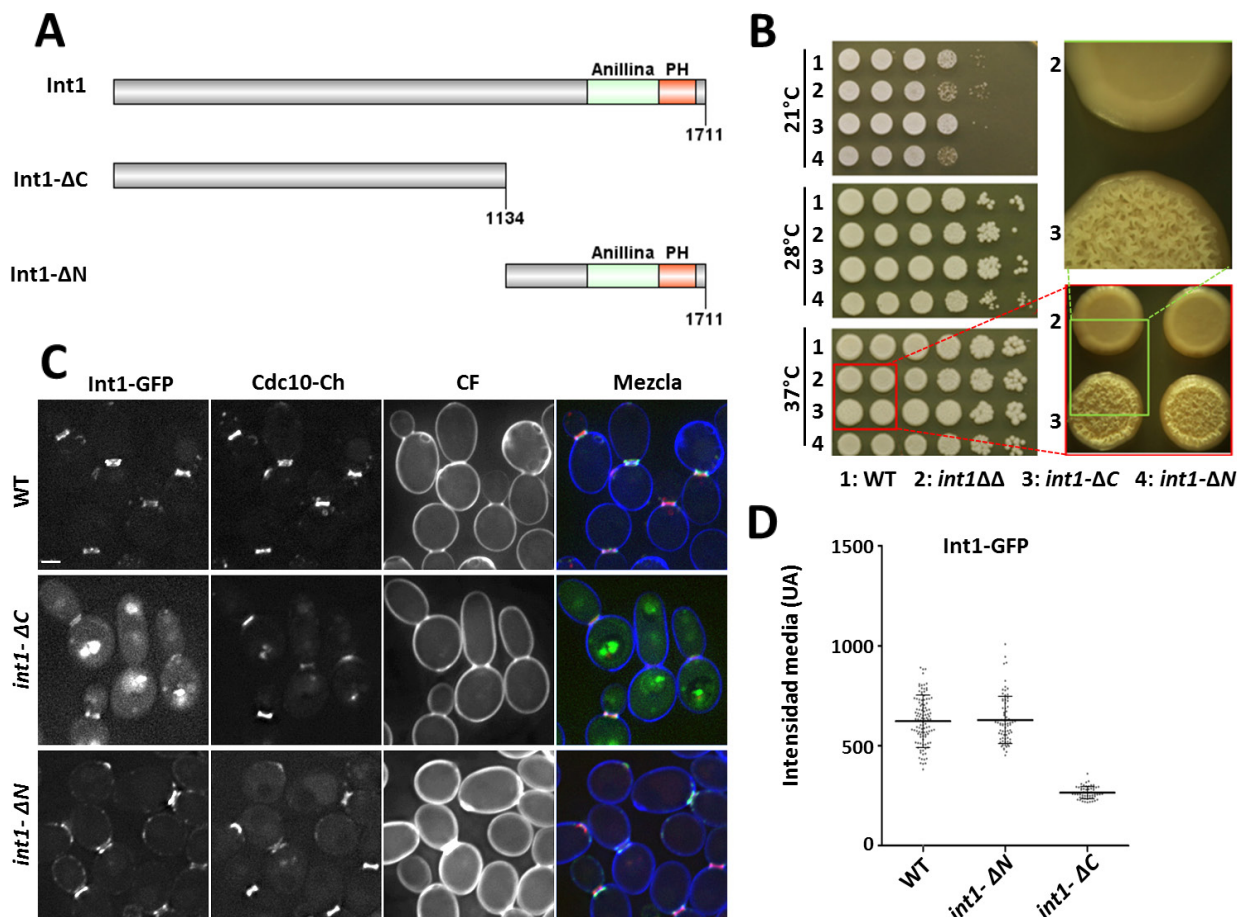 A
Int1
Anillina
PH
1711
Int1-ΔC
1134
Int1-ΔN
Anillina
PH
1711
B
21°C
1
2
3
4
28°C
1
2
3
4
37°C
1
2
3
4
2
3
2
3
1: WT 2: int1ΔΔ 3: int1-ΔC 4: int1-ΔN
C
Int1-GFP Cdc10-Ch CF Mezcla
WT
int1- ΔC
int1- ΔN
D
Int1-GFP
Intensidad media (UA)
1500
1000
500
0
WT
int1- ΔN
int1- ΔC